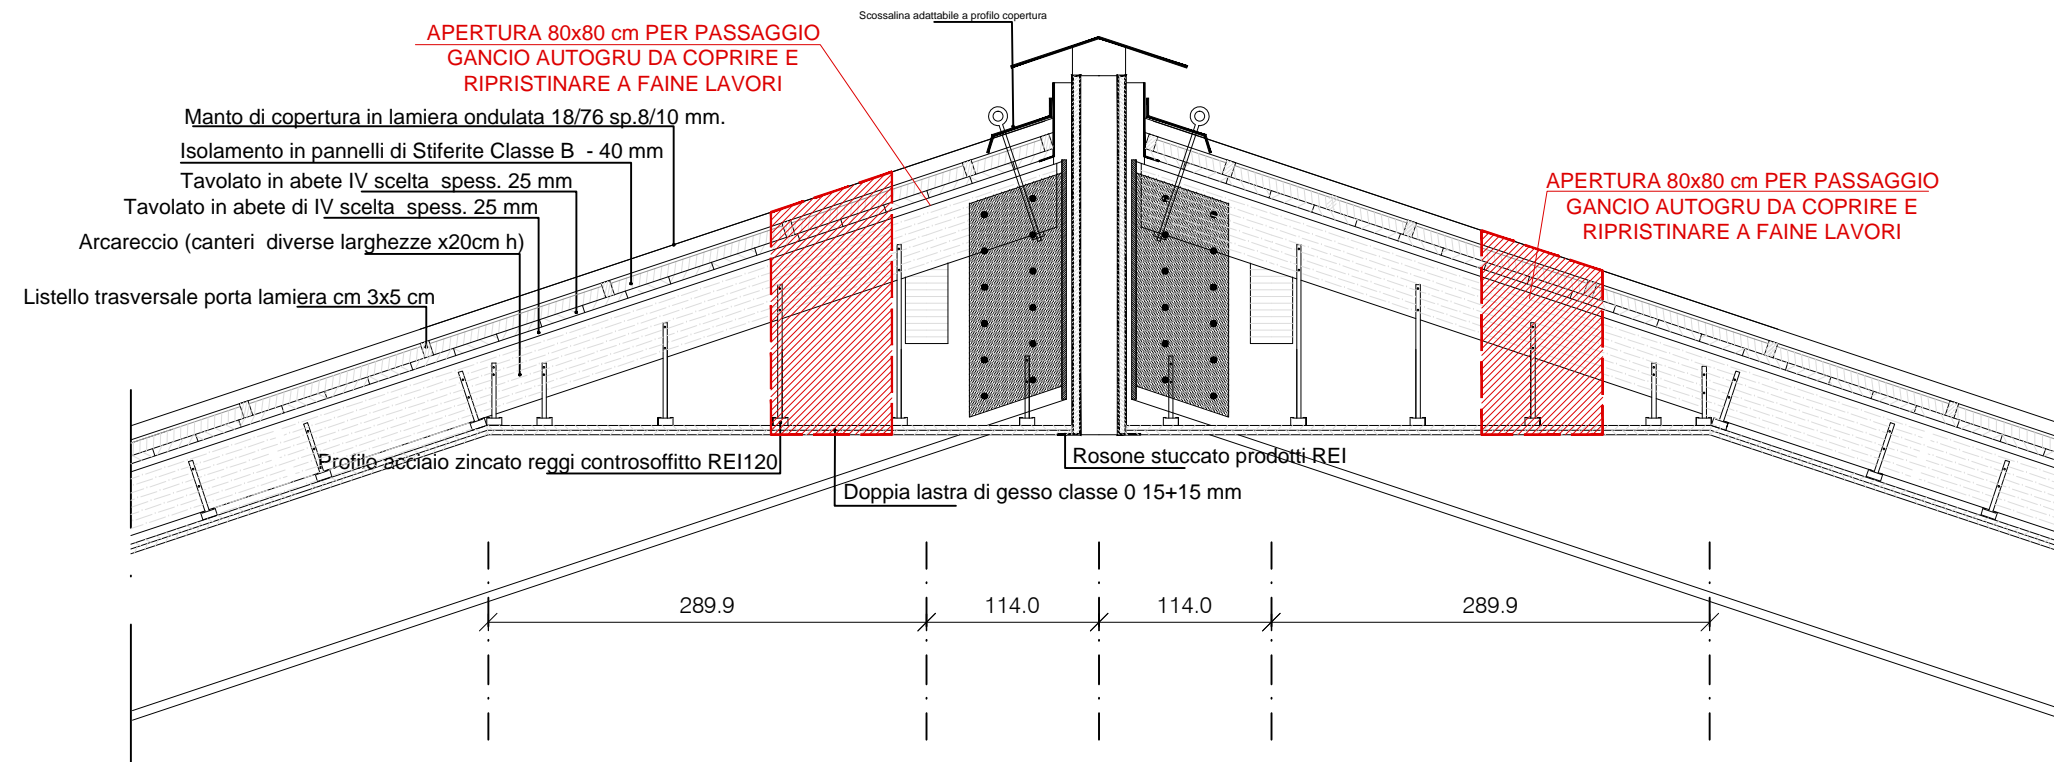 Scossalina adattabile a profilo copertura
APERTURA 80x80 cm PER PASSAGGIO
GANCIO AUTOGRU DA COPRIRE E
RIPRISTINARE A FAINE LAVORI
Manto di copertura in lamiera ondulata 18/76 sp.8/10 mm.
Isolamento in pannelli di Stiferite Classe B - 40 mm
Tavolato in abete IV scelta spess. 25 mm
Tavolato in abete di IV scelta spess. 25 mm
Arcareccio (canteri diverse larghezze x20cm h)
Listello trasversale porta lamiera cm 3x5 cm
APERTURA 80x80 cm PER PASSAGGIO
GANCIO AUTOGRU DA COPRIRE E
RIPRISTINARE A FAINE LAVORI
Profilo acciaio zincato reggi controsoffitto REI120
Rosone stuccato prodotti REI
Doppia lastra di gesso classe 0 15+15 mm
289.9
114.0
114.0
289.9